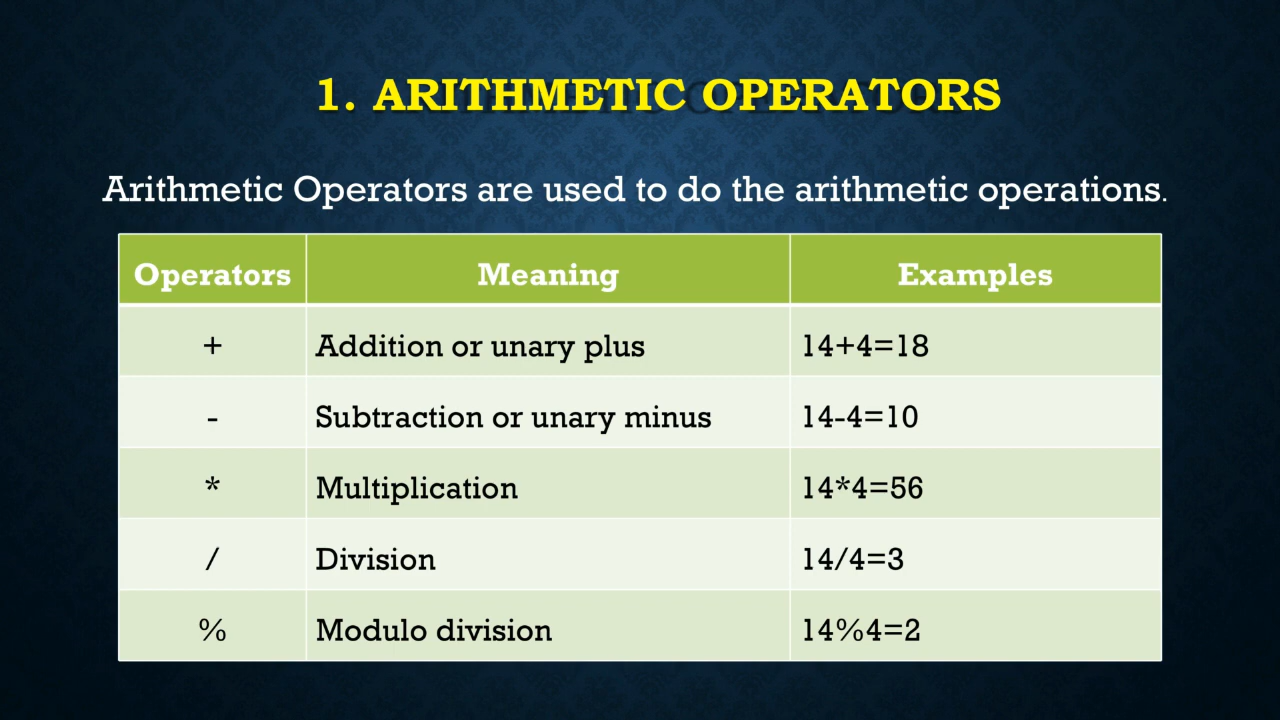 1. ARITHMETIC OPERATORS
Arithmetic Operators are used to do the arithmetic operations.
Operators Meaning Examples
+ Addition or unary plus 14+4=18
- Subtraction or unary minus 14-4=10
* Multiplication 14*4=56
/ Division 14/4=3
% Modulo division 14%4=2